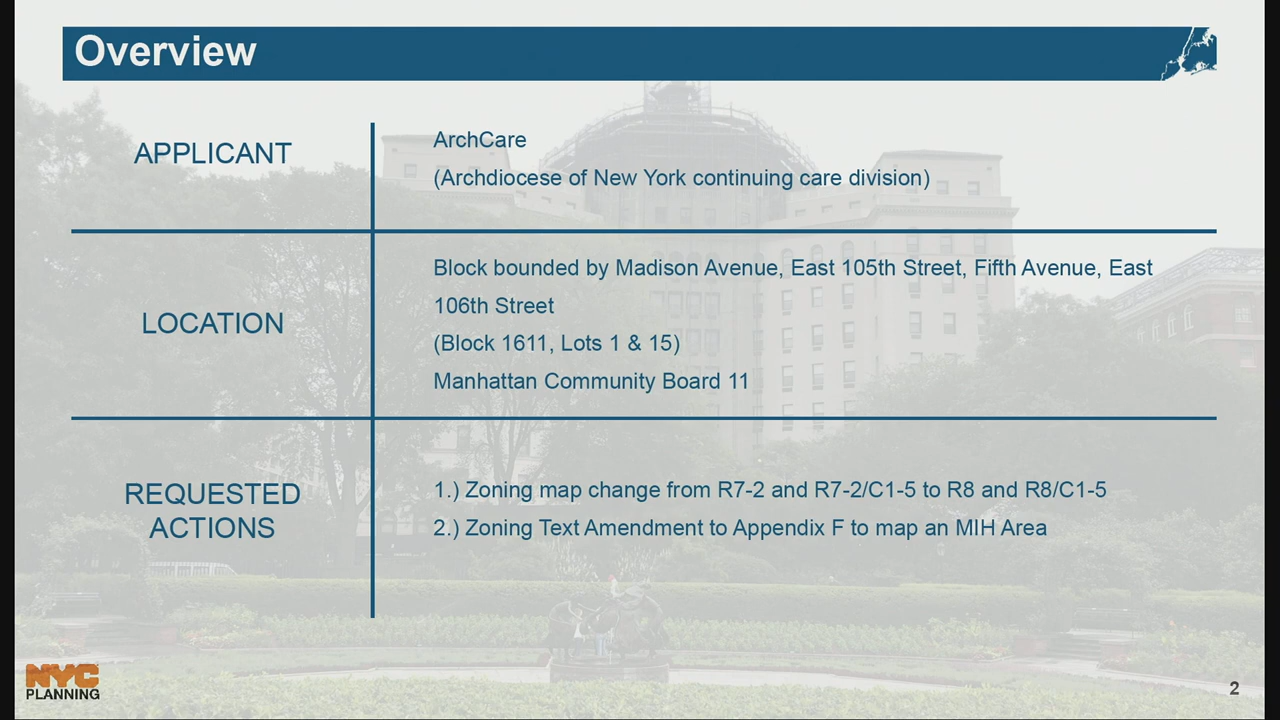 Overview
APPLICANT
ArchCare
(Archdiocese of New York continuing care division)
LOCATION
Block bounded by Madison Avenue, East 105th Street, Fifth Avenue, East
106th Street
(Block 1611, Lots 1 & 15)
Manhattan Community Board 11
REQUESTED
ACTIONS
1.) Zoning map change from R7-2 and R7-2/C1-5 to R8 and R8/C1-5
2.) Zoning Text Amendment to Appendix F to map an MIH Area
NYC
PLANNING
2